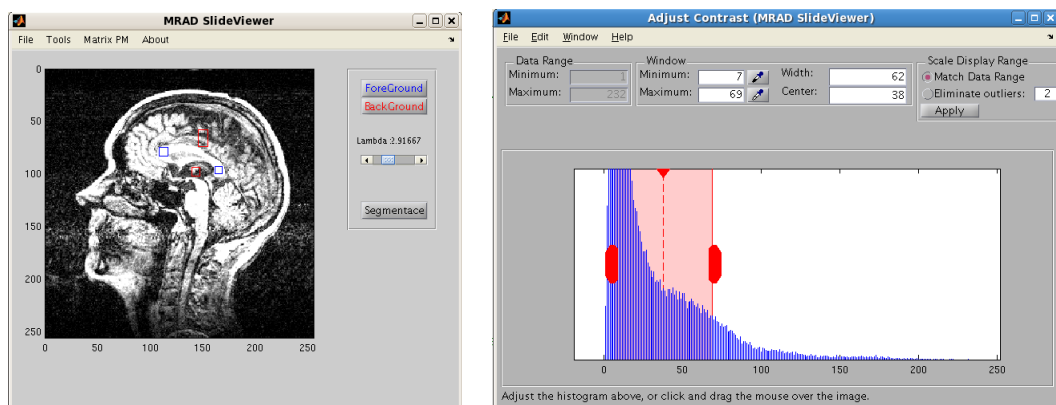 MRAD SlideViewer
File Tools Matrix PM About
0
50
100
150
200
250
0 50 100 150 200 250
ForeGround
BackGround
Lambda :2.91667
Segmentace
Adjust Contrast (MRAD SlideViewer)
File Edit Window Help
Data Range
Minimum: 1
Maximum: 232
Window
Minimum: 7
Maximum: 69
Width: 62
Center: 38
Scale Display Range
Match Data Range
Eliminate outliers: 2
Apply
0 50 100 150 200 250
Adjust the histogram above, or click and drag the mouse over the image.